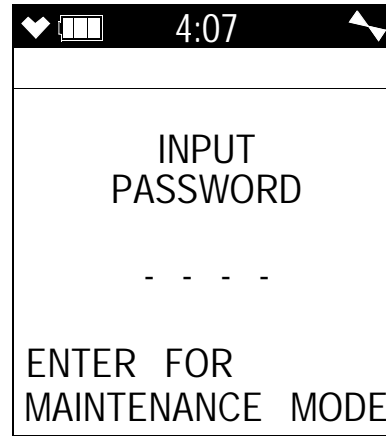 4:07
INPUT
PASSWORD
- - - -
ENTER FOR
MAINTENANCE MODE